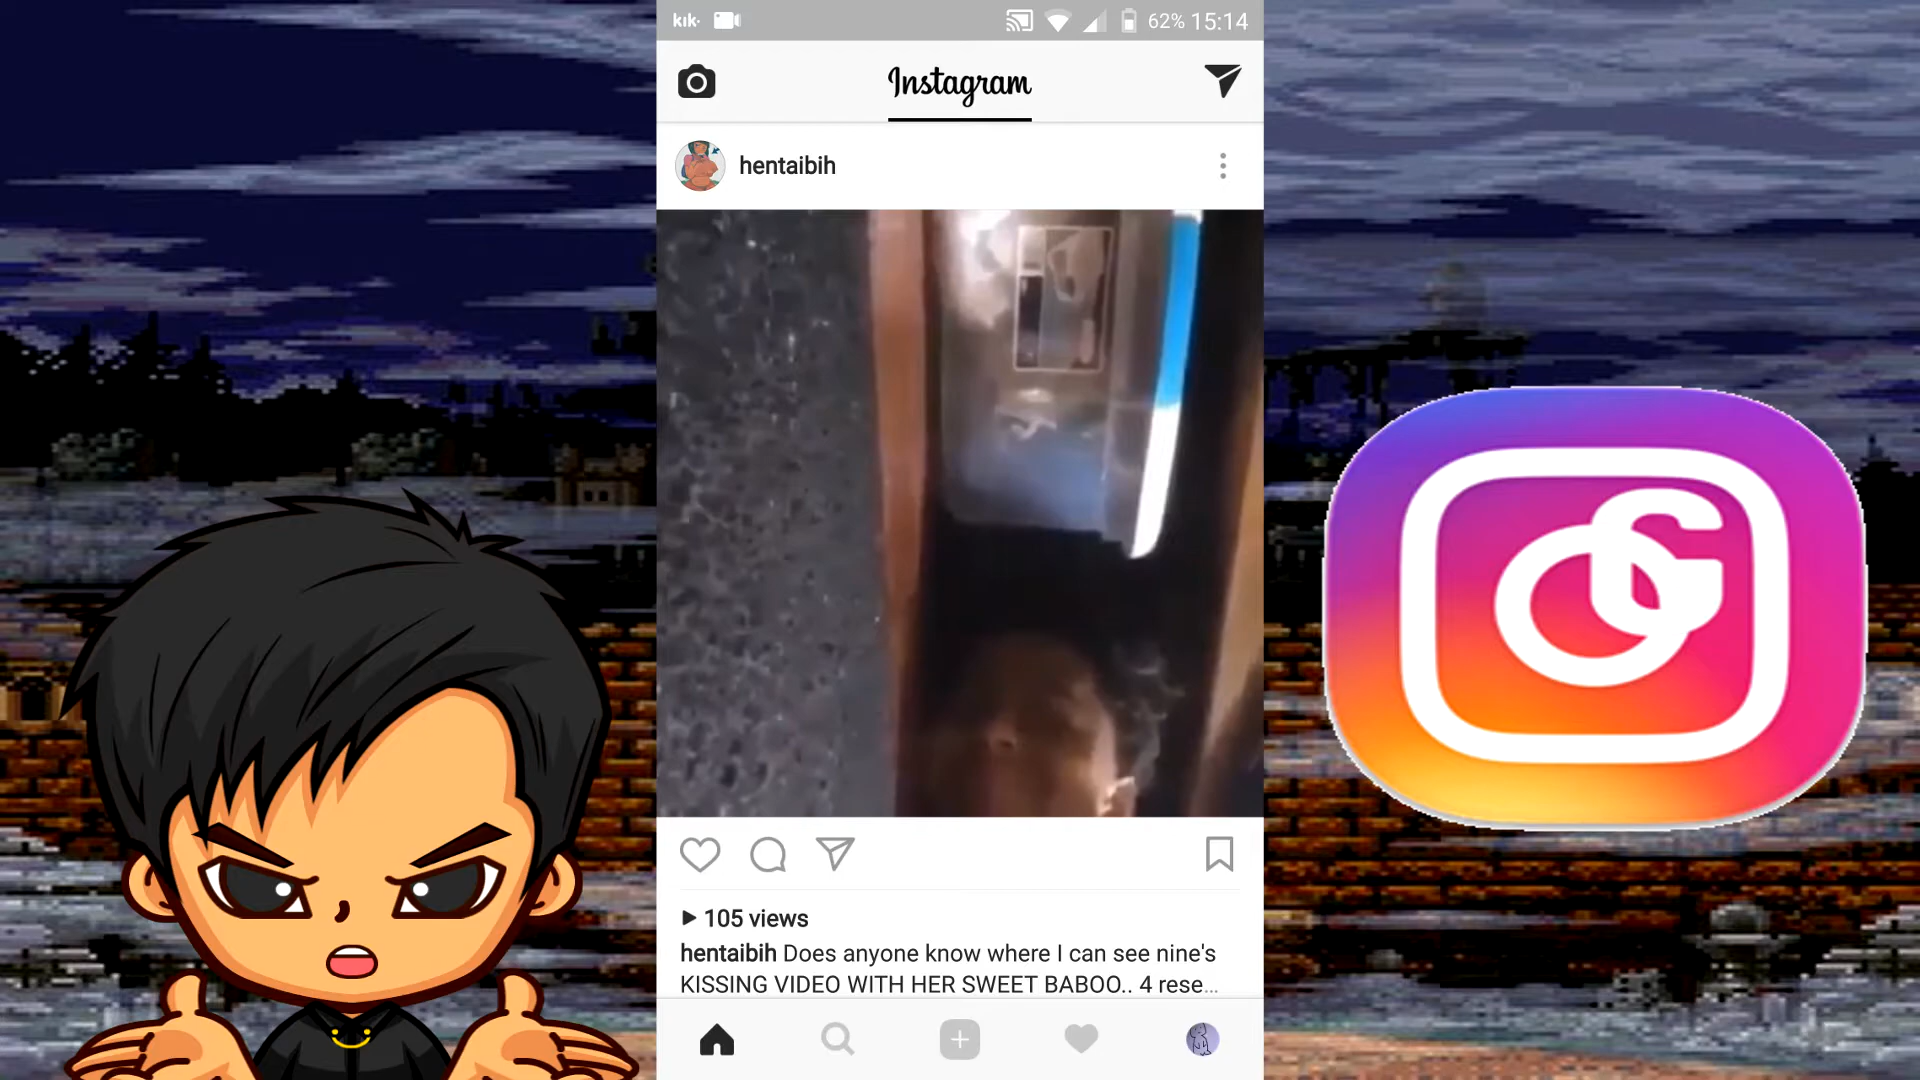 kik·
62% 15:14
Instagram
hentaibih
105 views
hentaibih Does anyone know where I can see nine's
KISSING VIDEO WITH HER SWEET BABOO.. 4 rese…
OG